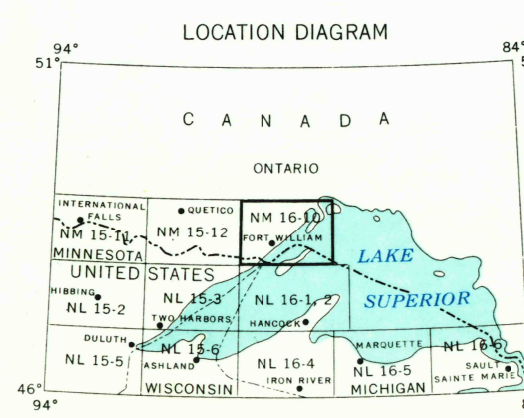 LOCATION DIAGRAM
94° 84°
51° 5
C A N A D A
ONTARIO
INTERNATIONAL
FALLS
QUETICO
NM 16-10
NM 15-11
NM 15-12
FORT WILLIAM
MINNESOTA
LAKE
UNITED STATES
HIBBING
NL 15-2
NL 15-3
NL 16-1, 2
SUPERIOR
TWO HARBORS
HANCOCK
DULUTH
NL 15-5
NL 15-6
ASHLAND
NL 16-4
MARQUETTE
NL 16-5
NL 16-6
SAULT
SAINTE MARIE
IRON RIVER
46°
WISCONSIN
MICHIGAN
94° 8